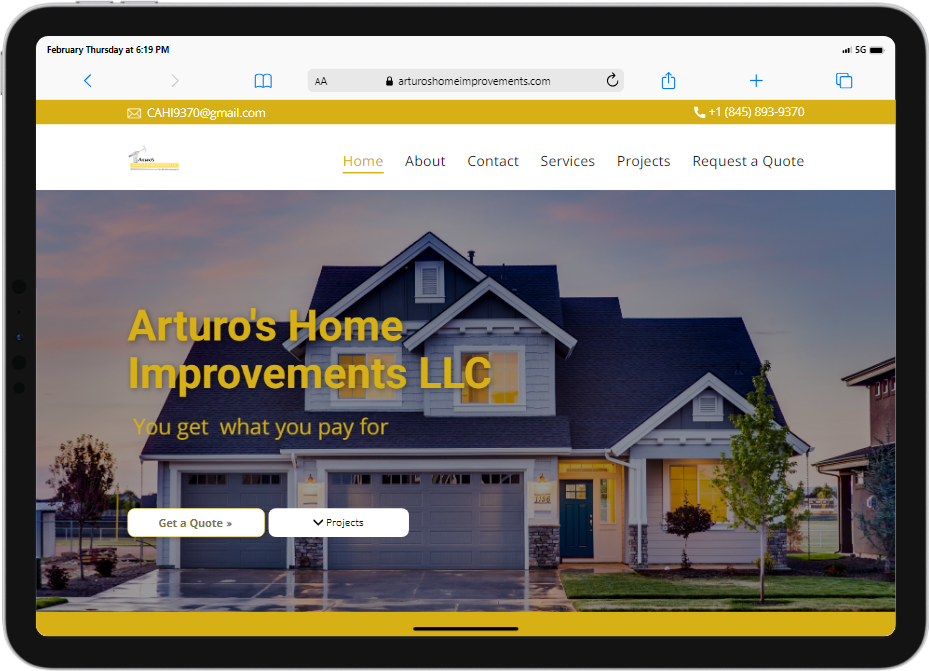 February Thursday at 6:19 PM
5G
AA
arturoshomeimprovements.com
CAHI9370@gmail.com
+1 (845) 893-9370
Arturo's
Home
About
Contact
Services
Projects
Request a Quote
Arturo's Home
Improvements LLC
You get what you pay for
Get a Quote »
Projects